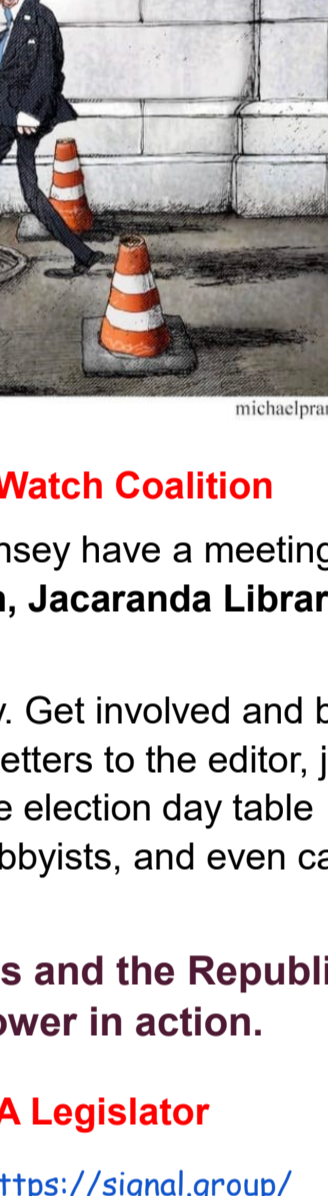 michaelpra
Watch Coalition
nsey have a meeting
, Jacaranda Librar
. Get involved and b
etters to the editor, j
e election day table
bbyists, and even ca
s and the Republi
ower in action.
A Legislator
ttps://signal.group/